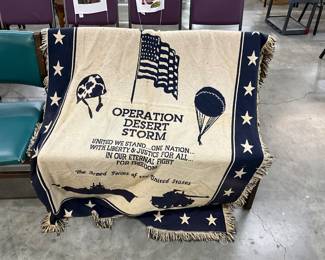 OPERATION
DESERT
STORM
UNITED WE STAND...ONE NATION...
WITH LIBERTY & JUSTICE FOR ALL....
IN OUR ETERNAL FIGHT
FOR FREEDOM
The Armed Forces of the United States